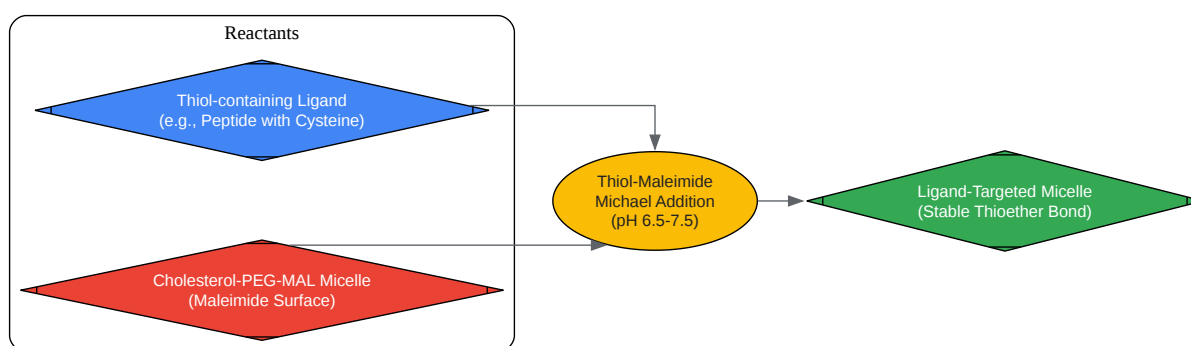 Reactants
Thiol-containing Ligand
(e.g., Peptide with Cysteine)
Thiol-Maleimide
Michael Addition
(pH 6.5-7.5)
Ligand-Targeted Micelle
(Stable Thioether Bond)
Cholesterol-PEG-MAL Micelle
(Maleimide Surface)